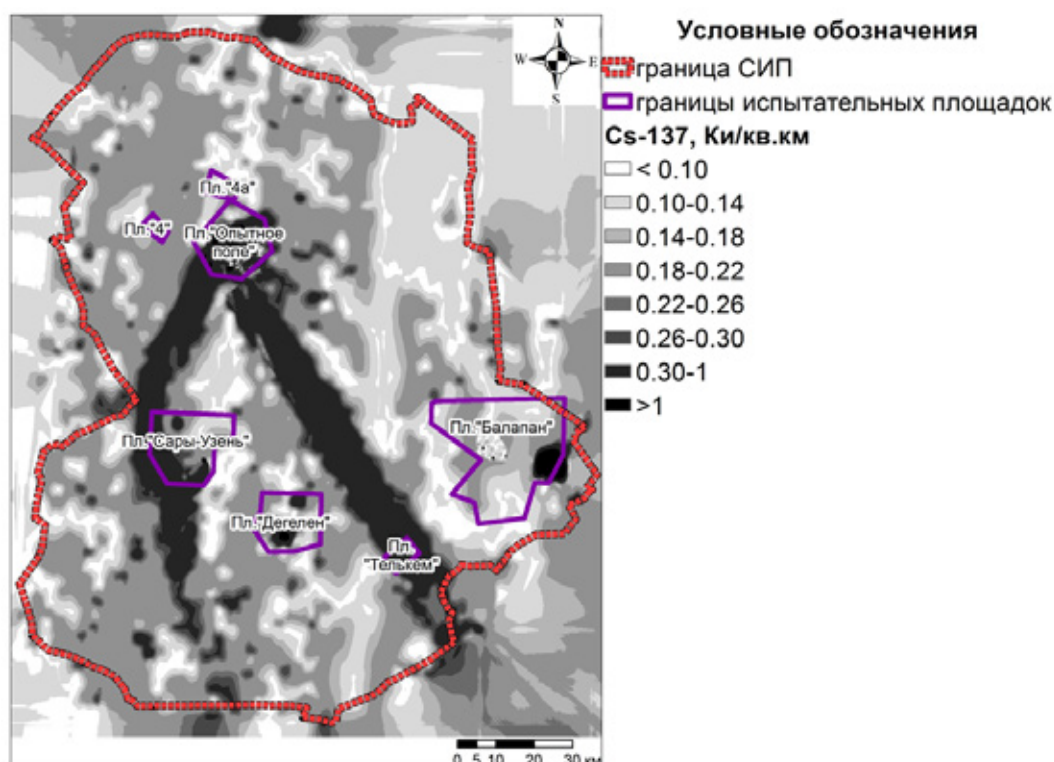 N
W E
S
Условные обозначения
граница СИП
границы испытательных площадок
Cs-137, Ки/кв.км
< 0.10
0.10-0.14
0.14-0.18
0.18-0.22
0.22-0.26
0.26-0.30
0.30-1
>1
Пл."4а"
Пл."4"
Пл."Опытное
поле"
Пл."Сары-Узень"
Пл."Балапан"
Пл."Дегелен"
Пл.
"Телькем"
0 5 10 20 30 км